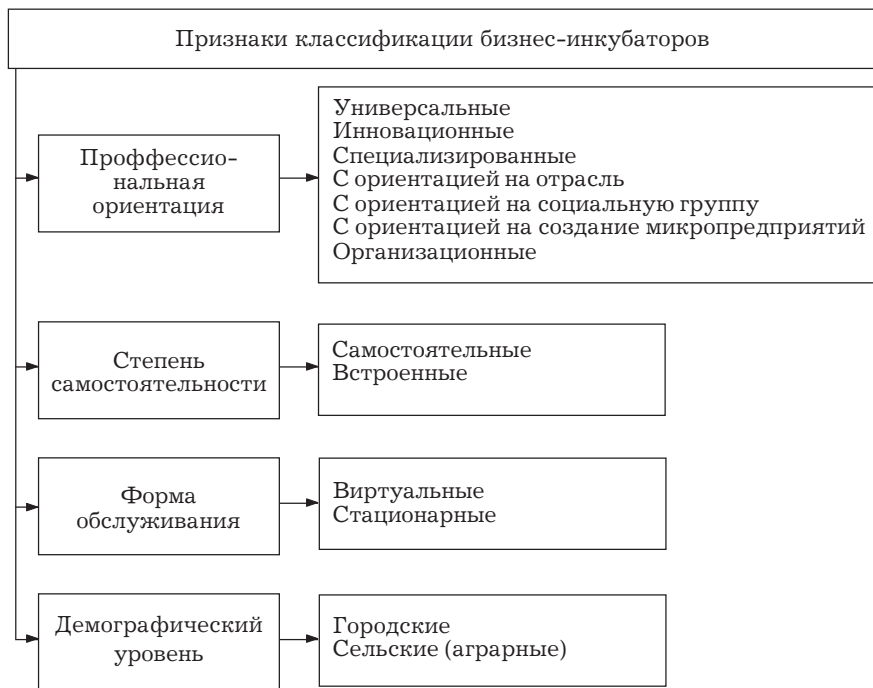 Признаки классификации бизнес-инкубаторов
Проффессио-
нальная
ориентация
Универсальные
Инновационные
Специализированные
С ориентацией на отрасль
С ориентацией на социальную группу
С ориентацией на создание микропредприятий
Организационные
Степень
самостоятельности
Самостоятельные
Встроенные
Форма
обслуживания
Виртуальные
Стационарные
Демографический
уровень
Городские
Сельские (аграрные)